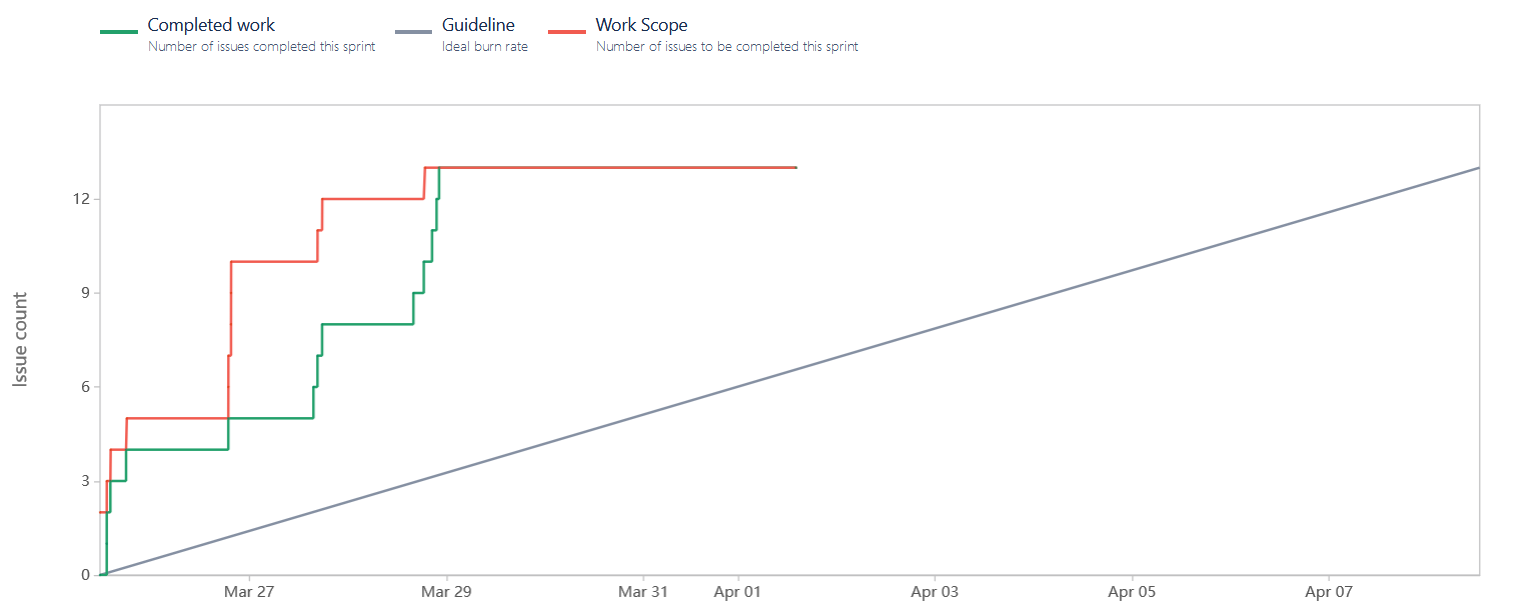 Completed work
Number of issues completed this sprint
Guideline
Ideal burn rate
Work Scope
Number of issues to be completed this sprint
Issue count
12
9
6
3
0
Mar 27
Mar 29
Mar 31
Apr 01
Apr 03
Apr 05
Apr 07